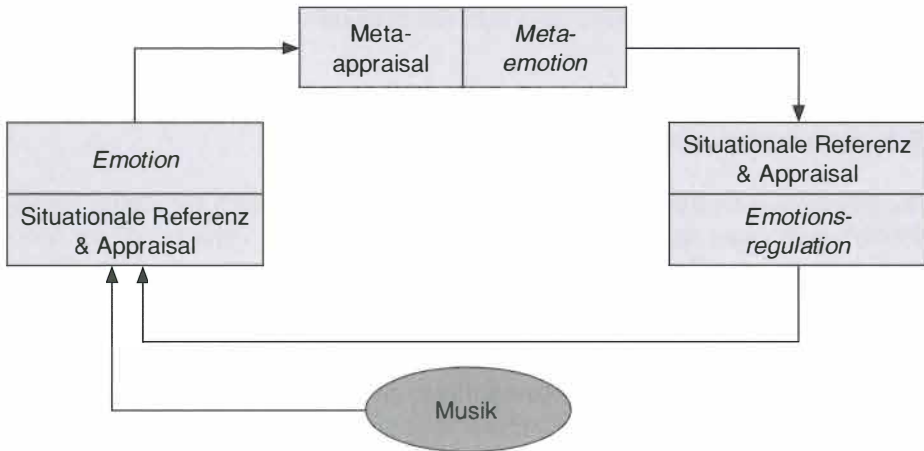 Meta-
appraisal
Meta-
emotion
Emotion
Situationale Referenz
& Appraisal
Situationale Referenz
& Appraisal
Emotions-
regulation
Musik